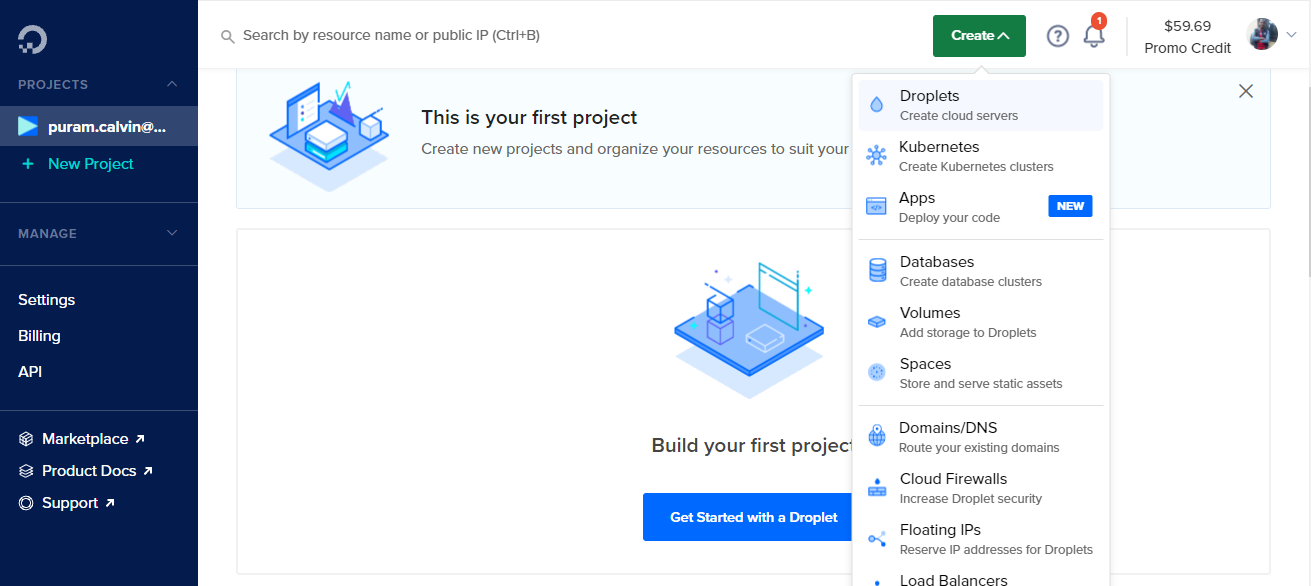 PROJECTS
puram.calvin@...
+ New Project
MANAGE
Settings
Billing
API
Marketplace
Product Docs
Support
Search by resource name or public IP (Ctrl+B)
Create
?
1
$59.69
Promo Credit
This is your first project
Create new projects and organize your resources to suit your
Build your first project
Get Started with a Droplet
Droplets
Create cloud servers
Kubernetes
Create Kubernetes clusters
Apps
NEW
Deploy your code
Databases
Create database clusters
Volumes
Add storage to Droplets
Spaces
Store and serve static assets
Domains/DNS
Route your existing domains
Cloud Firewalls
Increase Droplet security
Floating IPs
Reserve IP addresses for Droplets
Load Balancers